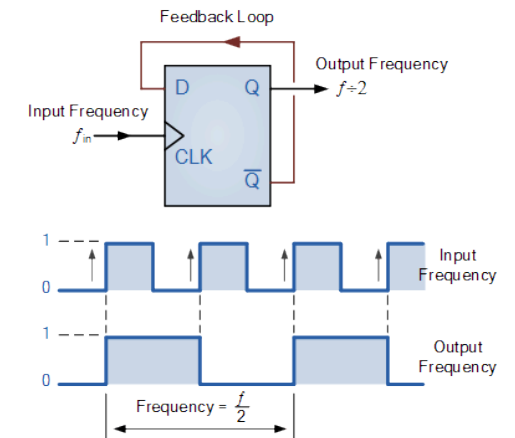 Feedback Loop
Output Frequency
f÷2
Input Frequency
fin
D
Q
CLK
Q̅
1
0
Input
Frequency
1
0
Output
Frequency
Frequency = f/2